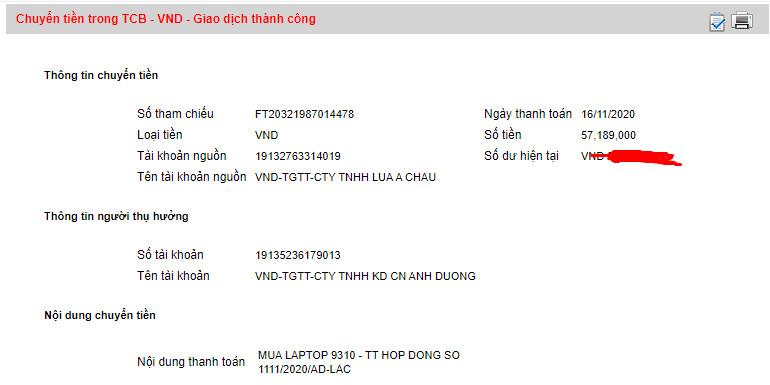 Chuyển tiền trong TCB - VND - Giao dịch thành công
Thông tin chuyển tiền
Số tham chiếu FT20321987014478 Ngày thanh toán 16/11/2020
Loại tiền VND Số tiền 57,189,000
Tài khoản nguồn 19132763314019 Số dư hiện tại VND
Tên tài khoản nguồn VND-TGTT-CTY TNHH LUA A CHAU
Thông tin người thụ hưởng
Số tài khoản 19135236179013
Tên tài khoản VND-TGTT-CTY TNHH KD CN ANH DUONG
Nội dung chuyển tiền
Nội dung thanh toán MUA LAPTOP 9310 - TT HOP DONG SO
1111/2020/AD-LAC